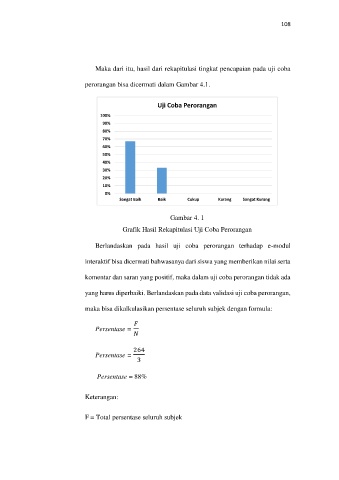 108
Maka dari itu, hasil dari rekapitulasi tingkat pencapaian pada uji coba
perorangan bisa dicermati dalam Gambar 4.1.
Uji Coba Perorangan
100%
90%
80%
70%
60%
50%
40%
30%
20%
10%
0%
Sangat Baik Baik Cukup Kurang Sangat Kurang
Gambar 4. 1
Grafik Hasil Rekapitulasi Uji Coba Perorangan
Berlandaskan pada hasil uji coba perorangan terhadap e-modul
interaktif bisa dicermati bahwasanya dari siswa yang memberikan nilai serta
komentar dan saran yang positif, maka dalam uji coba perorangan tidak ada
yang harus diperbaiki. Berlandaskan pada data validasi uji coba perorangan,
maka bisa dikalkulasikan persentase seluruh subjek dengan formula:
Persentase = F/N
Persentase = 264/3
Persentase = 88%
Keterangan:
F = Total persentase seluruh subjek